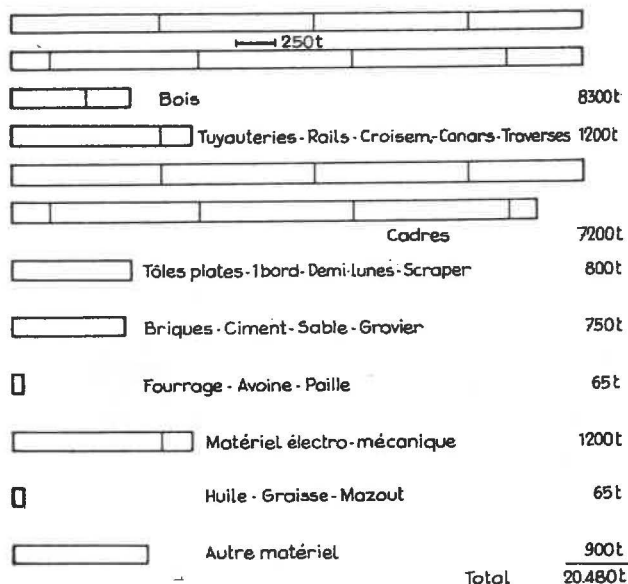 250t
Bois 8300t
Tuyauteries-Rails-Croisem,-Canars-Traverses 1200t
Cadres 7200t
Tôles plates-1bord-Demi-lunes-Scraper 800t
Briques-Ciment-Sable-Gravier 750t
Fourrage-Avoine-Paille 65t
Matériel électro-mécanique 1200t
Huile-Graisse-Mazout 65t
Autre matériel 900t
Total 20.480t